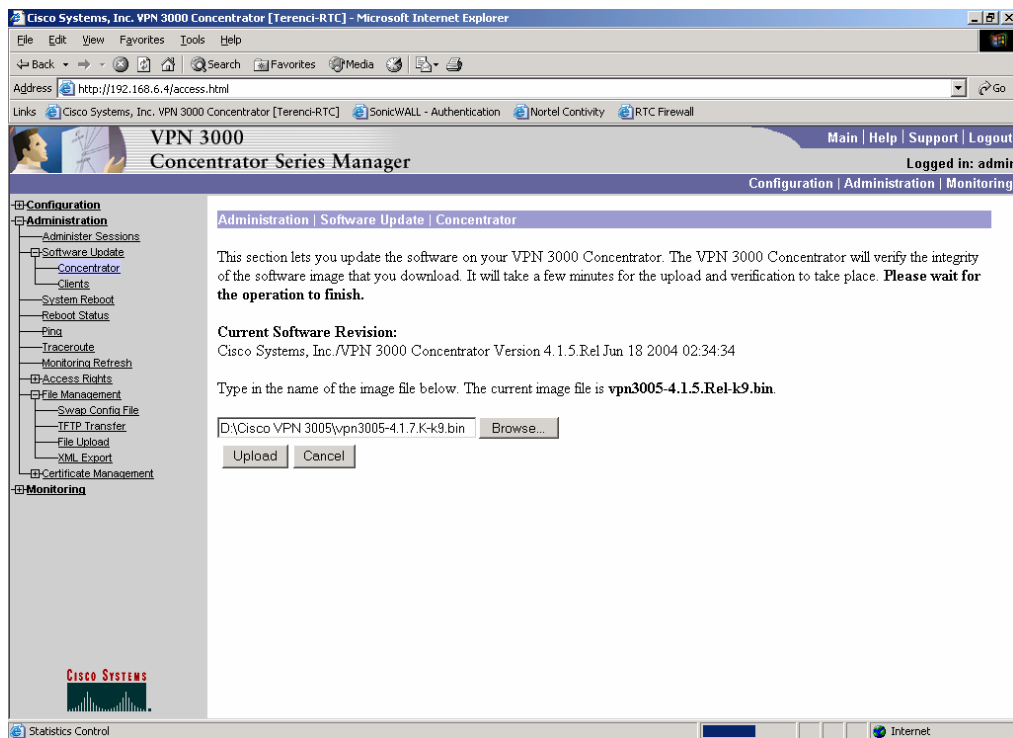 Cisco Systems, Inc. VPN 3000 Concentrator [Terenci-RTC] - Microsoft Internet Explorer
File Edit View Favorites Tools Help
Back Search Favorites Media
Address http://192.168.6.4/access.html Go
Links Cisco Systems, Inc. VPN 3000 Concentrator [Terenci-RTC] SonicWALL - Authentication Nortel Contivity RTC Firewall
VPN 3000
Concentrator Series Manager
Main | Help | Support | Logout
Logged in: admin
Configuration | Administration | Monitoring
Configuration
Administration
Administer Sessions
Software Update
Concentrator
Clients
System Reboot
Reboot Status
Ping
Traceroute
Monitoring Refresh
Access Rights
File Management
Swap Config File
TFTP Transfer
File Upload
XML Export
Certificate Management
Monitoring
Cisco Systems
Administration | Software Update | Concentrator
This section lets you update the software on your VPN 3000 Concentrator. The VPN 3000 Concentrator will verify the integrity
of the software image that you download. It will take a few minutes for the upload and verification to take place. Please wait for
the operation to finish.
Current Software Revision:
Cisco Systems, Inc./VPN 3000 Concentrator Version 4.1.5.Rel Jun 18 2004 02:34:34
Type in the name of the image file below. The current image file is vpn3005-4.1.5.Rel-k9.bin.
D:\Cisco VPN 3005\vpn3005-4.1.7.K-k9.bin Browse...
Upload Cancel
Statistics Control Internet